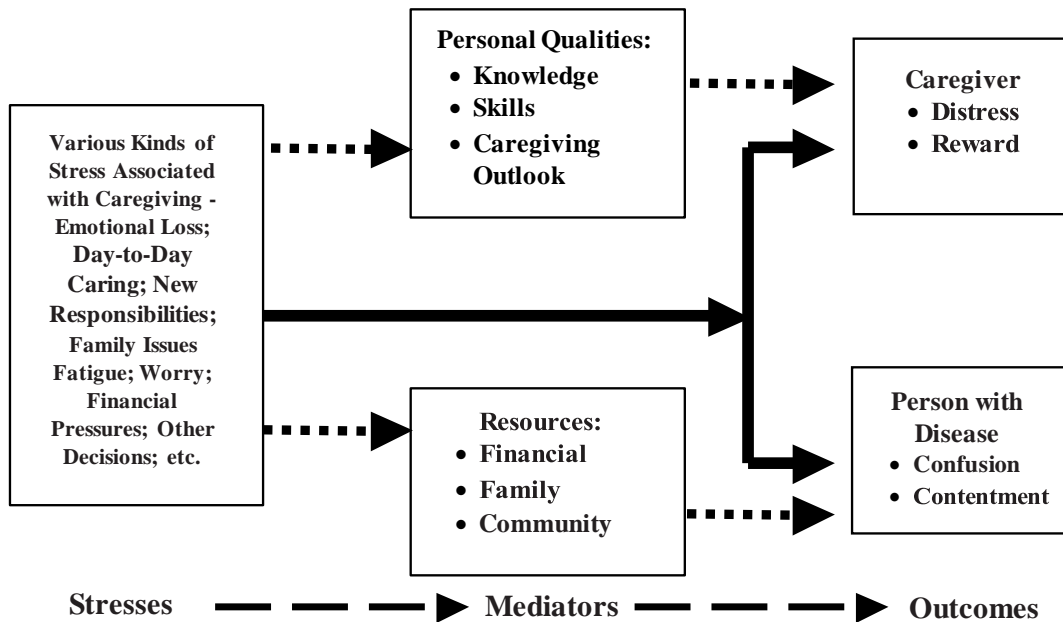 Various Kinds of
Stress Associated
with Caregiving -
Emotional Loss;
Day-to-Day
Caring; New
Responsibilities;
Family Issues
Fatigue; Worry;
Financial
Pressures; Other
Decisions; etc.
Personal Qualities:
• Knowledge
• Skills
• Caregiving
Outlook
Resources:
• Financial
• Family
• Community
Caregiver
• Distress
• Reward
Person with
Disease
• Confusion
• Contentment
Stresses Mediators Outcomes